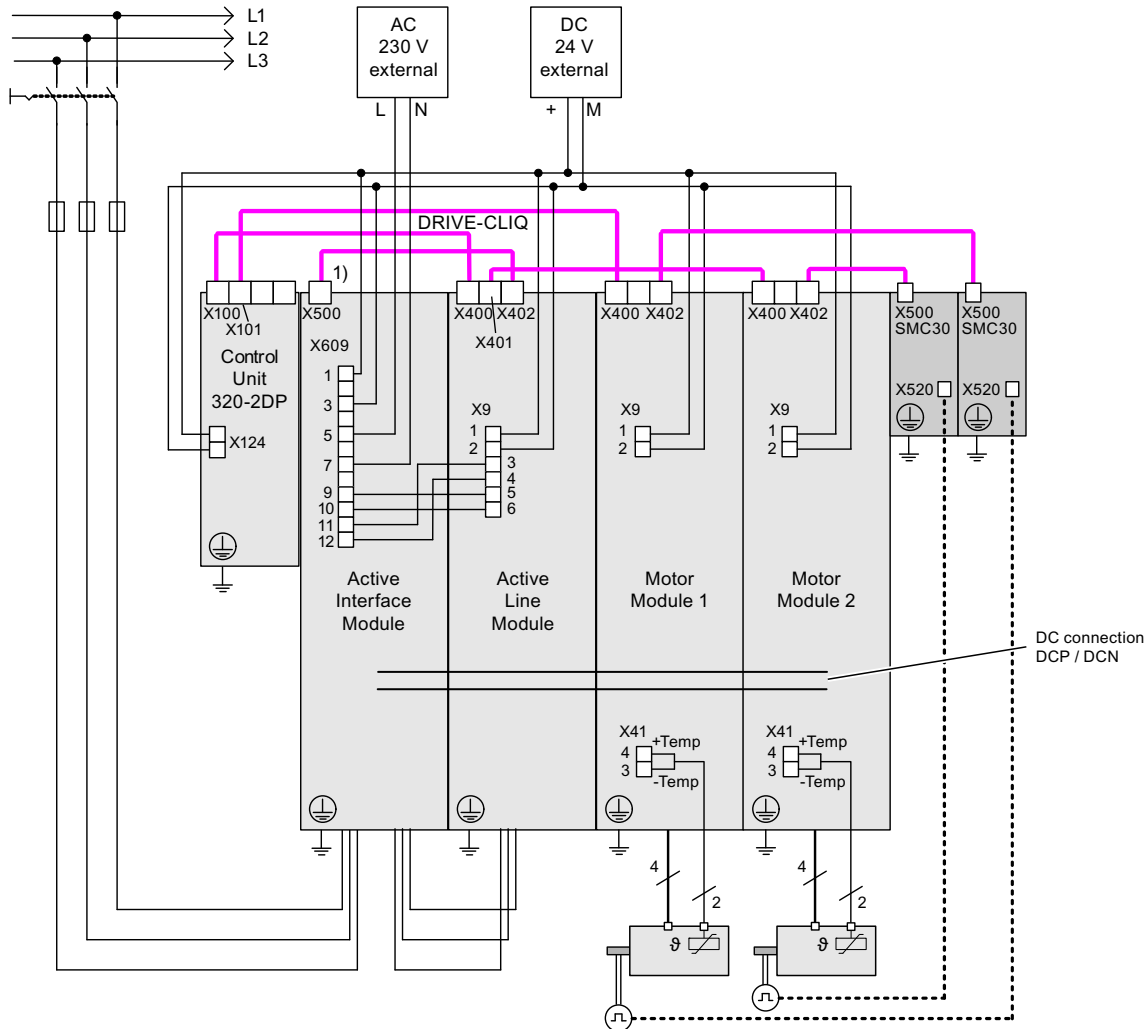 L1
L2
L3
AC
230 V
external
DC
24 V
external
L N
+ M
DRIVE-CLIQ
1)
X100
X101
X500
X400 X402
X401
X400 X402
X400 X402
X500
SMC30
X500
SMC30
Control
Unit
320-2DP
X609
1
3
5
7
9
10
11
12
X124
X9
1
2
3
4
5
6
X9
1
2
X9
1
2
X520
X520
Active
Interface
Module
Active
Line
Module
Motor
Module 1
Motor
Module 2
DC connection
DCP / DCN
X41
4
3
+Temp
-Temp
X41
4
3
+Temp
-Temp
4
2
4
2
ϑ
ϑ